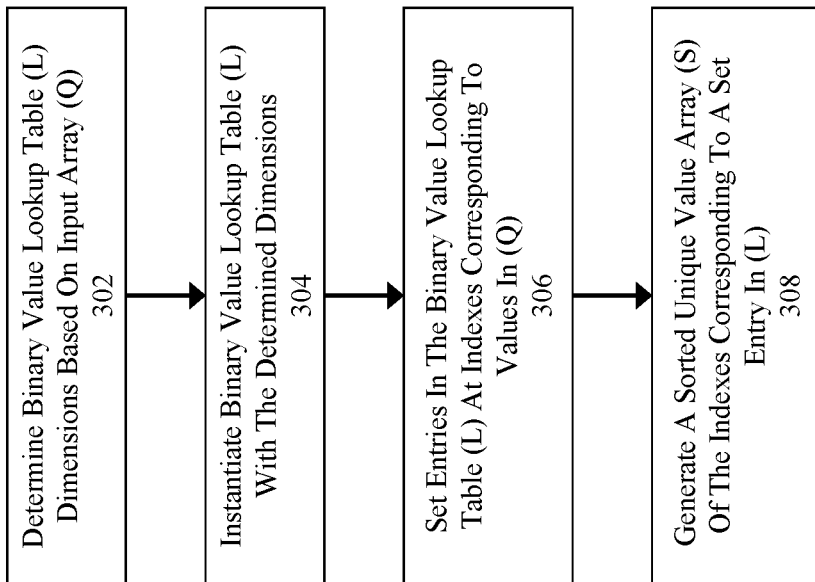 Determine Binary Value Lookup Table (L)
Dimensions Based On Input Array (Q)
302
Instantiate Binary Value Lookup Table (L)
With The Determined Dimensions
304
Set Entries In The Binary Value Lookup
Table (L) At Indexes Corresponding To
Values In (Q)
306
Generate A Sorted Unique Value Array (S)
Of The Indexes Corresponding To A Set
Entry In (L)
308